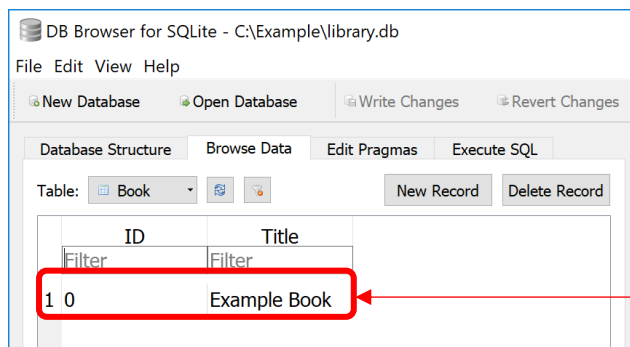 DB Browser for SQLite - C:\Example\library.db
File Edit View Help
New Database Open Database Write Changes Revert Changes
Database Structure Browse Data Edit Pragmas Execute SQL
Table: Book New Record Delete Record
ID Title
Filter Filter
1 0 Example Book